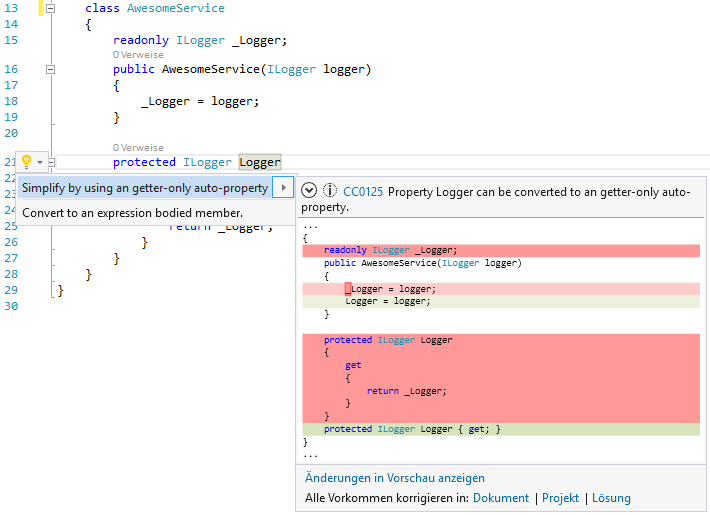 13 class AwesomeService
14 {
15 readonly ILogger _Logger;
0 Verweise
16 public AwesomeService(ILogger logger)
17 {
18 _Logger = logger;
19 }
20
0 Verweise
21 protected ILogger Logger
22
Simplify by using an getter-only auto-property
Convert to an expression bodied member.
25 return _Logger;
26 }
27 }
28 }
29 }
30
CC0125 Property Logger can be converted to an getter-only auto-
property.
...
{
readonly ILogger _Logger;
public AwesomeService(ILogger logger)
{
_Logger = logger;
Logger = logger;
}
protected ILogger Logger
{
get
{
return _Logger;
}
}
protected ILogger Logger { get; }
}
...
Änderungen in Vorschau anzeigen
Alle Vorkommen korrigieren in: Dokument | Projekt | Lösung